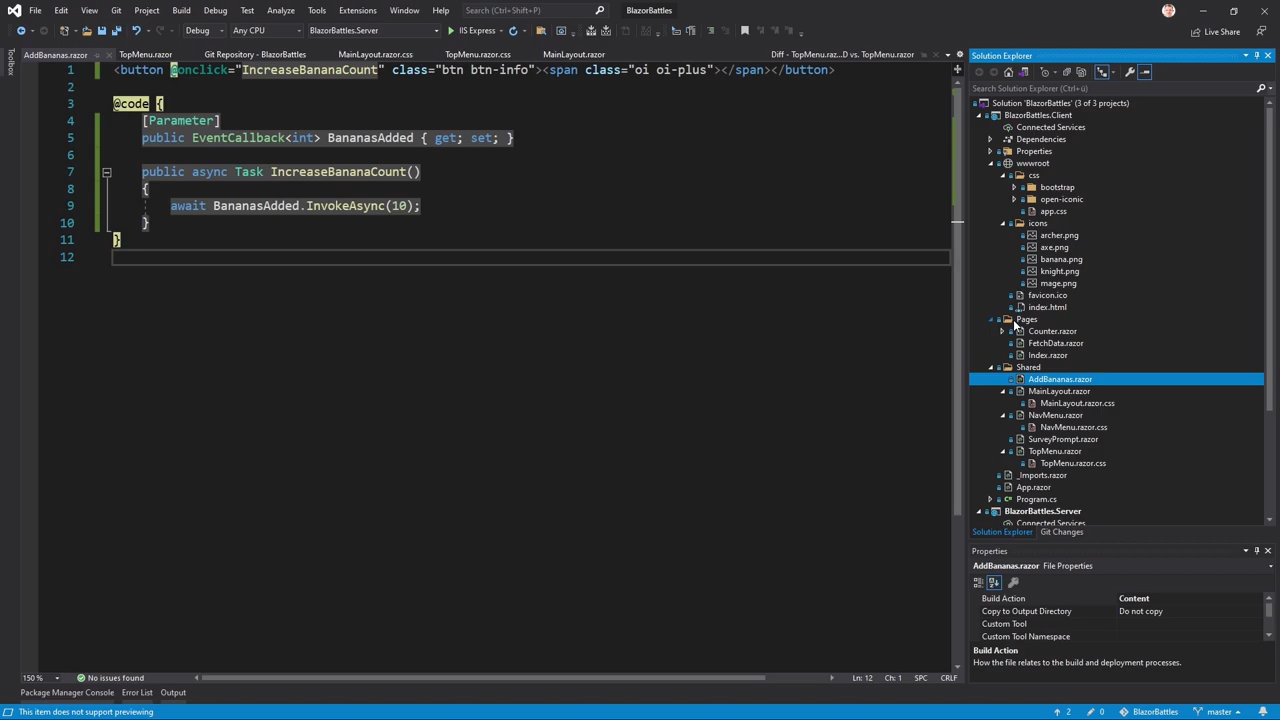 File Edit View Git Project Build Debug Test Analyze Tools Extensions Window Help Search (Ctrl+Shift+P) BlazorBattles
Debug Any CPU BlazorBattles.Server IIS Express Live Share
Toolbox
AddBananas.razor TopMenu.razor Git Repository - BlazorBattles MainLayout.razor.css TopMenu.razor.css MainLayout.razor Diff - TopMenu.razor...D vs. TopMenu.razor
1 <button @onclick="IncreaseBananaCount" class="btn btn-info"><span class="oi oi-plus"></span></button>
2
3 @code {
4 [Parameter]
5 public EventCallback<int> BananasAdded { get; set; }
6
7 public async Task IncreaseBananaCount()
8 {
9 await BananasAdded.InvokeAsync(10);
10 }
11 }
12
150 % No issues found Ln: 12 Ch: 1 SPC CRLF
Package Manager Console Error List Output
Solution Explorer
Search Solution Explorer (Ctrl+ü)
Solution 'BlazorBattles' (3 of 3 projects)
BlazorBattles.Client
Connected Services
Dependencies
Properties
wwwroot
css
bootstrap
open-iconic
app.css
icons
archer.png
axe.png
banana.png
knight.png
mage.png
favicon.ico
index.html
Pages
Counter.razor
FetchData.razor
Index.razor
Shared
AddBananas.razor
MainLayout.razor
MainLayout.razor.css
NavMenu.razor
NavMenu.razor.css
SurveyPrompt.razor
TopMenu.razor
TopMenu.razor.css
_Imports.razor
App.razor
Program.cs
BlazorBattles.Server
Connected Services
Solution Explorer Git Changes
Properties
AddBananas.razor File Properties
Build Action Content
Copy to Output Directory Do not copy
Custom Tool
Custom Tool Namespace
Build Action
How the file relates to the build and deployment processes.
This item does not support previewing 2 0 BlazorBattles master